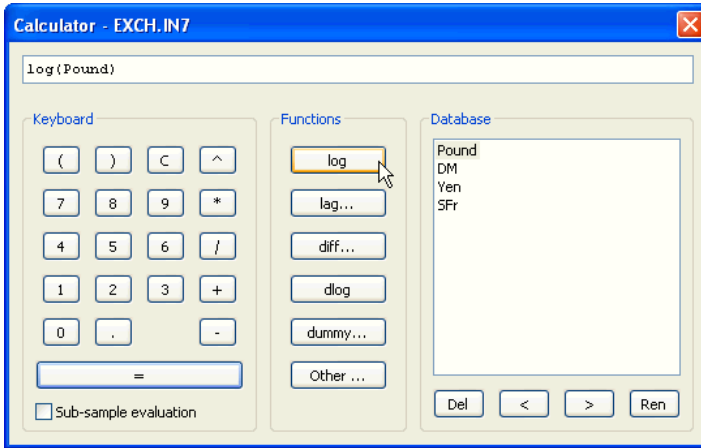 Calculator - EXCH.IN7
log(Pound)
Keyboard
( ) C ^
7 8 9 *
4 5 6 /
1 2 3 +
0 . -
=
Sub-sample evaluation
Functions
log
lag...
diff...
dlog
dummy...
Other ...
Database
Pound
DM
Yen
SFr
Del < > Ren